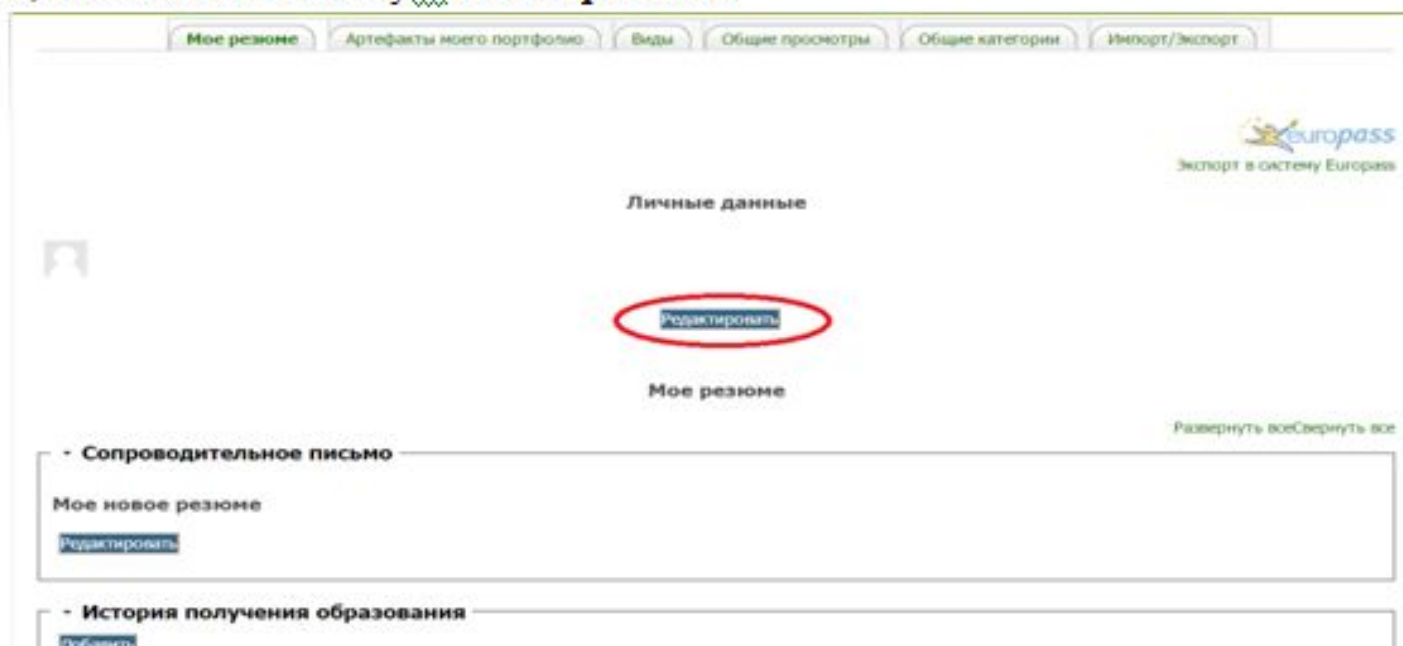 Мое резюме Артефакты моего портфолио Виды Общие просмотры Общие категории Импорт/Экспорт
europass
Экспорт в систему Europass
Личные данные
Редактировать
Мое резюме
Развернуть всеСвернуть все
- Сопроводительное письмо
Мое новое резюме
Редактировать
- История получения образования
Добавить